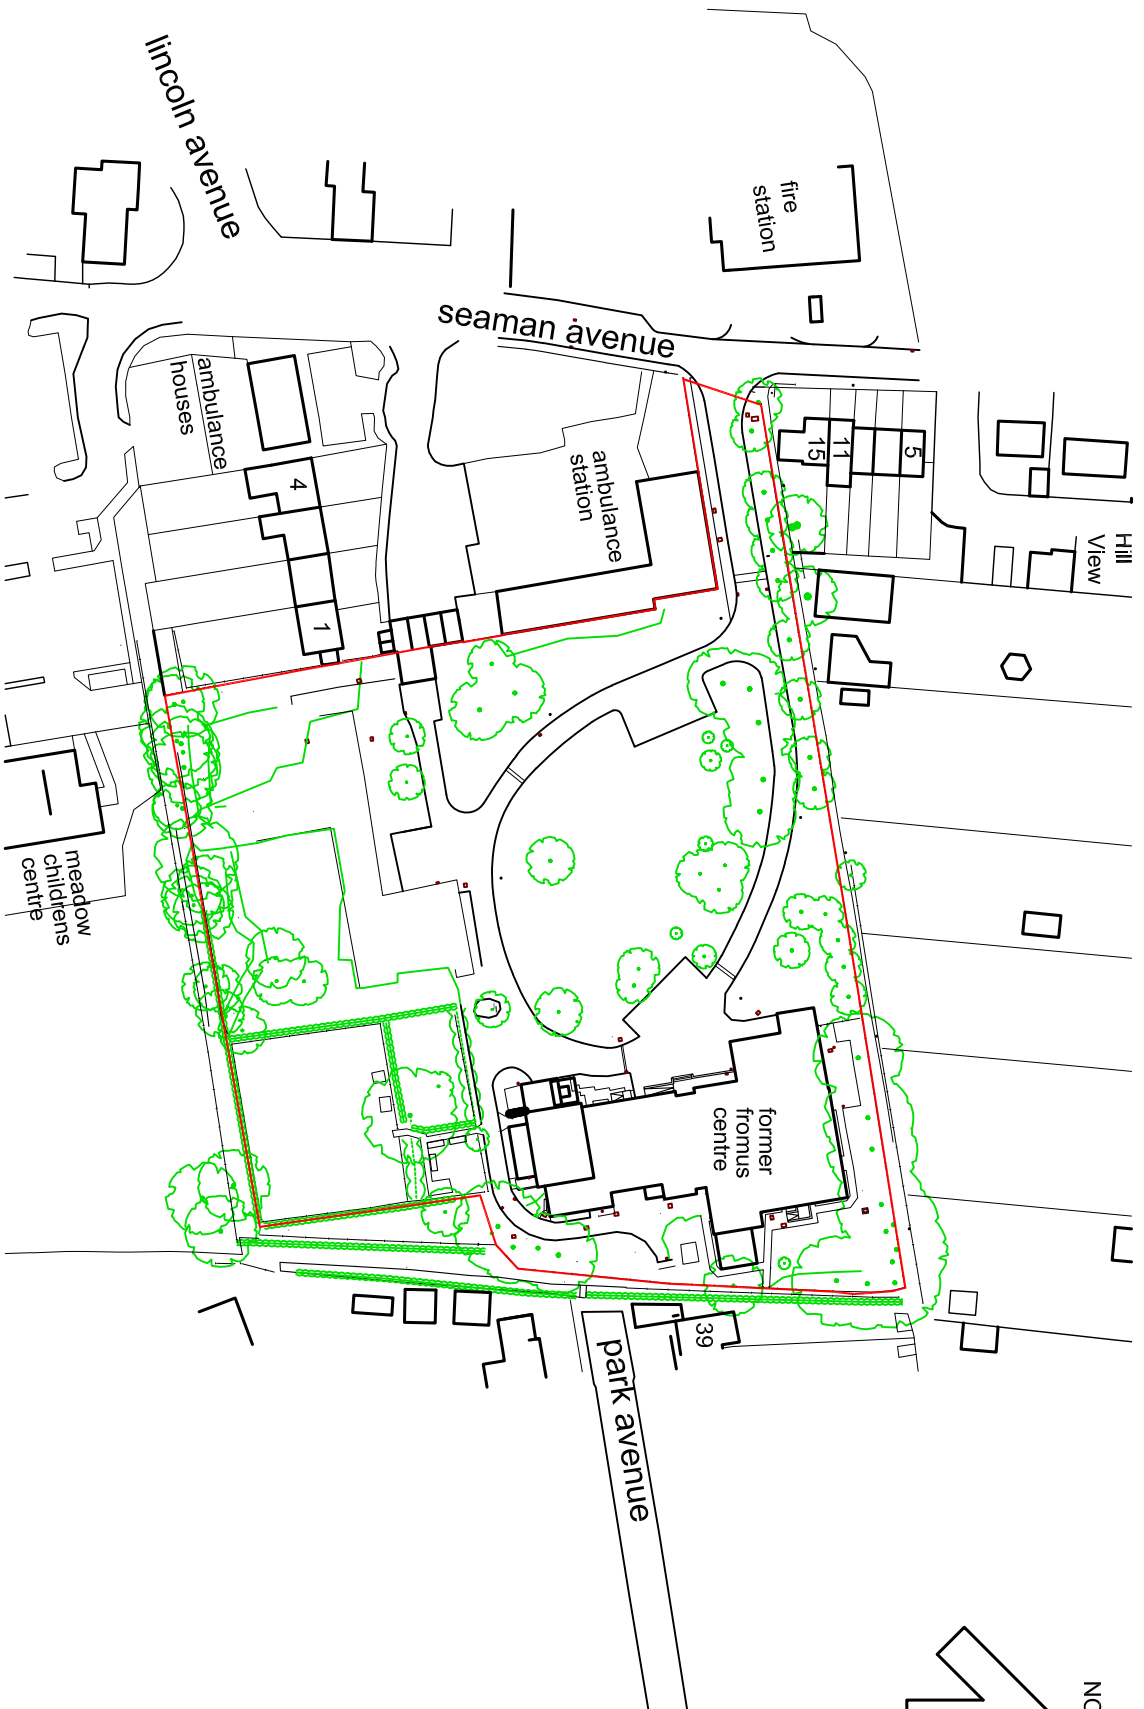 lincoln avenue
fire
station
seaman avenue
ambulance
houses
ambulance
station
15
11
5
Hill
View
4
1
meadow
childrens
centre
former
fromus
centre
39
park avenue